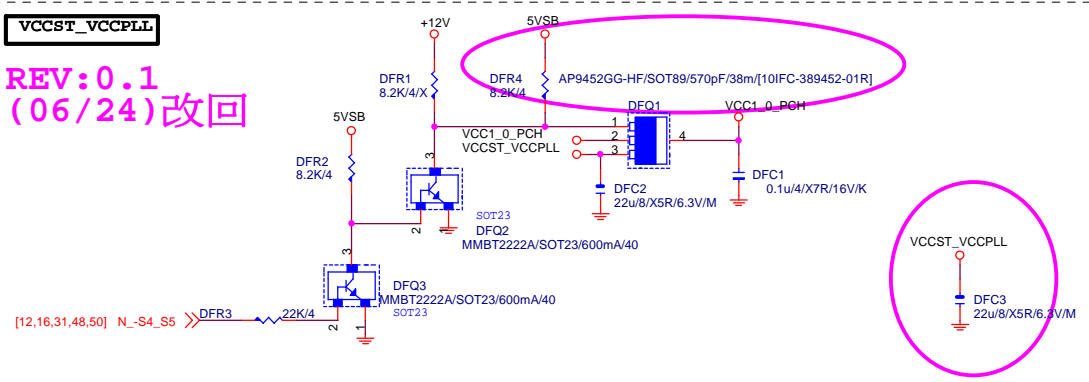 VCCST_VCCPLL
REV:0.1
(06/24)改回
+12V
5VSB
DFR1
8.2K/4/X
DFR4
8.2K/4
AP9452GG-HF/SOT89/570pF/38m/[10IFC-389452-01R]
DFQ1
VCC1_0_PCH
5VSB
1
VCC1_0_PCH
2
4
VCCST_VCCPLL
3
DFR2
8.2K/4
3
DFC1
0.1u/4/X7R/16V/K
DFC2
22u/8/X5R/6.3V/M
SOT23
DFQ2
MMBT2222A/SOT23/600mA/40
2
1
VCCST_VCCPLL
3
DFQ3
MMBT2222A/SOT23/600mA/40
SOT23
DFC3
22u/8/X5R/6.3V/M
[12,16,31,48,50] N_-S4_S5
DFR3
22K/4
2
1